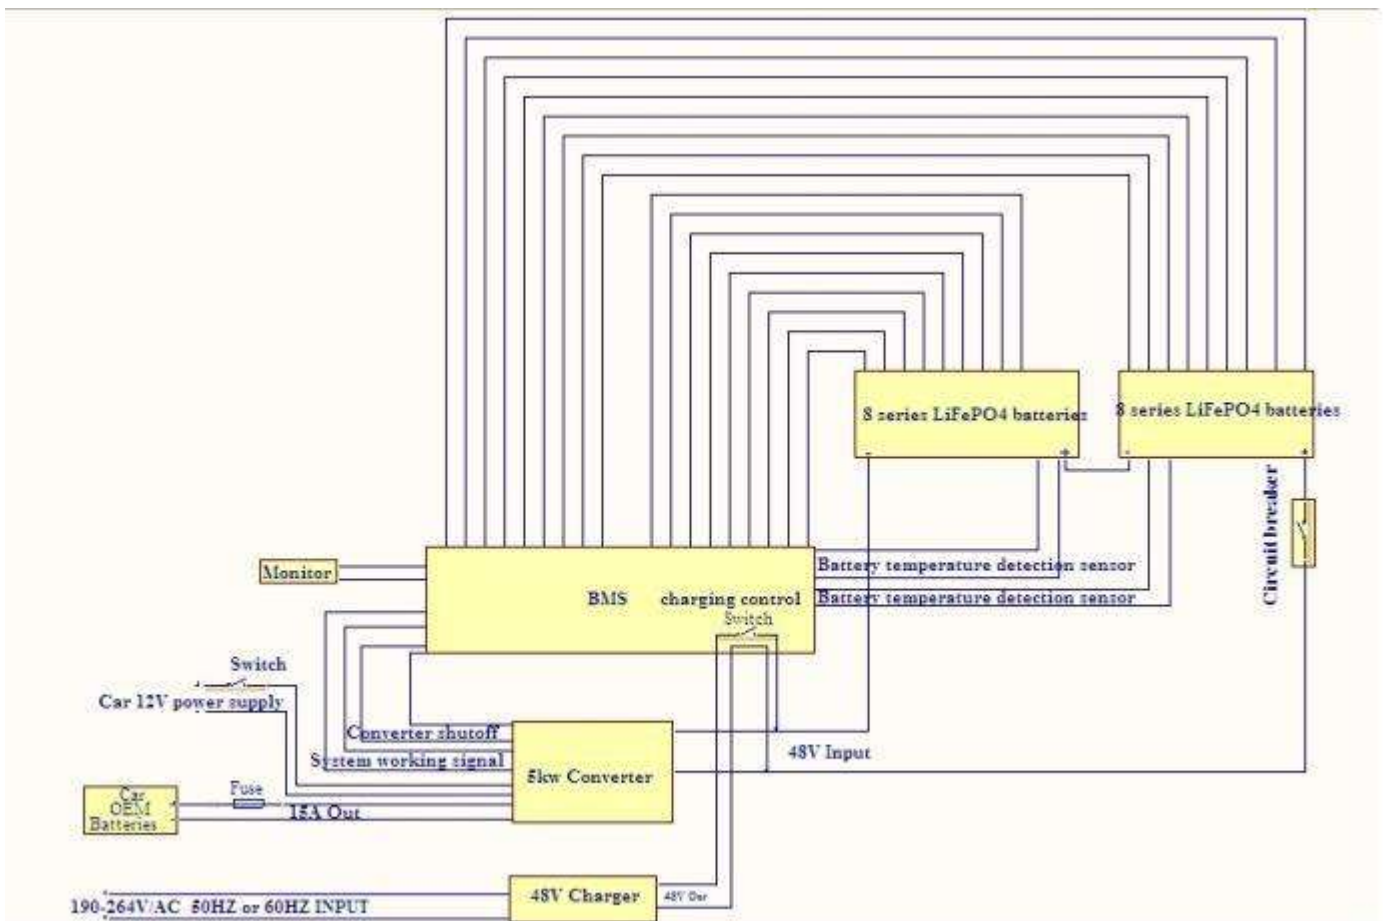 8 series LiFePO4 batteries
8 series LiFePO4 batteries
-
+
-
+
Circuit breaker
Monitor
Battery temperature detection sensor
BMS
charging control
Battery temperature detection sensor
Switch
Switch
Car 12V power supply
Converter shutoff
48V Input
System working signal
5kw Converter
Fuse
Car
OEM
Batteries
15A Out
48V Charger
190-264V/AC 50HZ or 60HZ INPUT